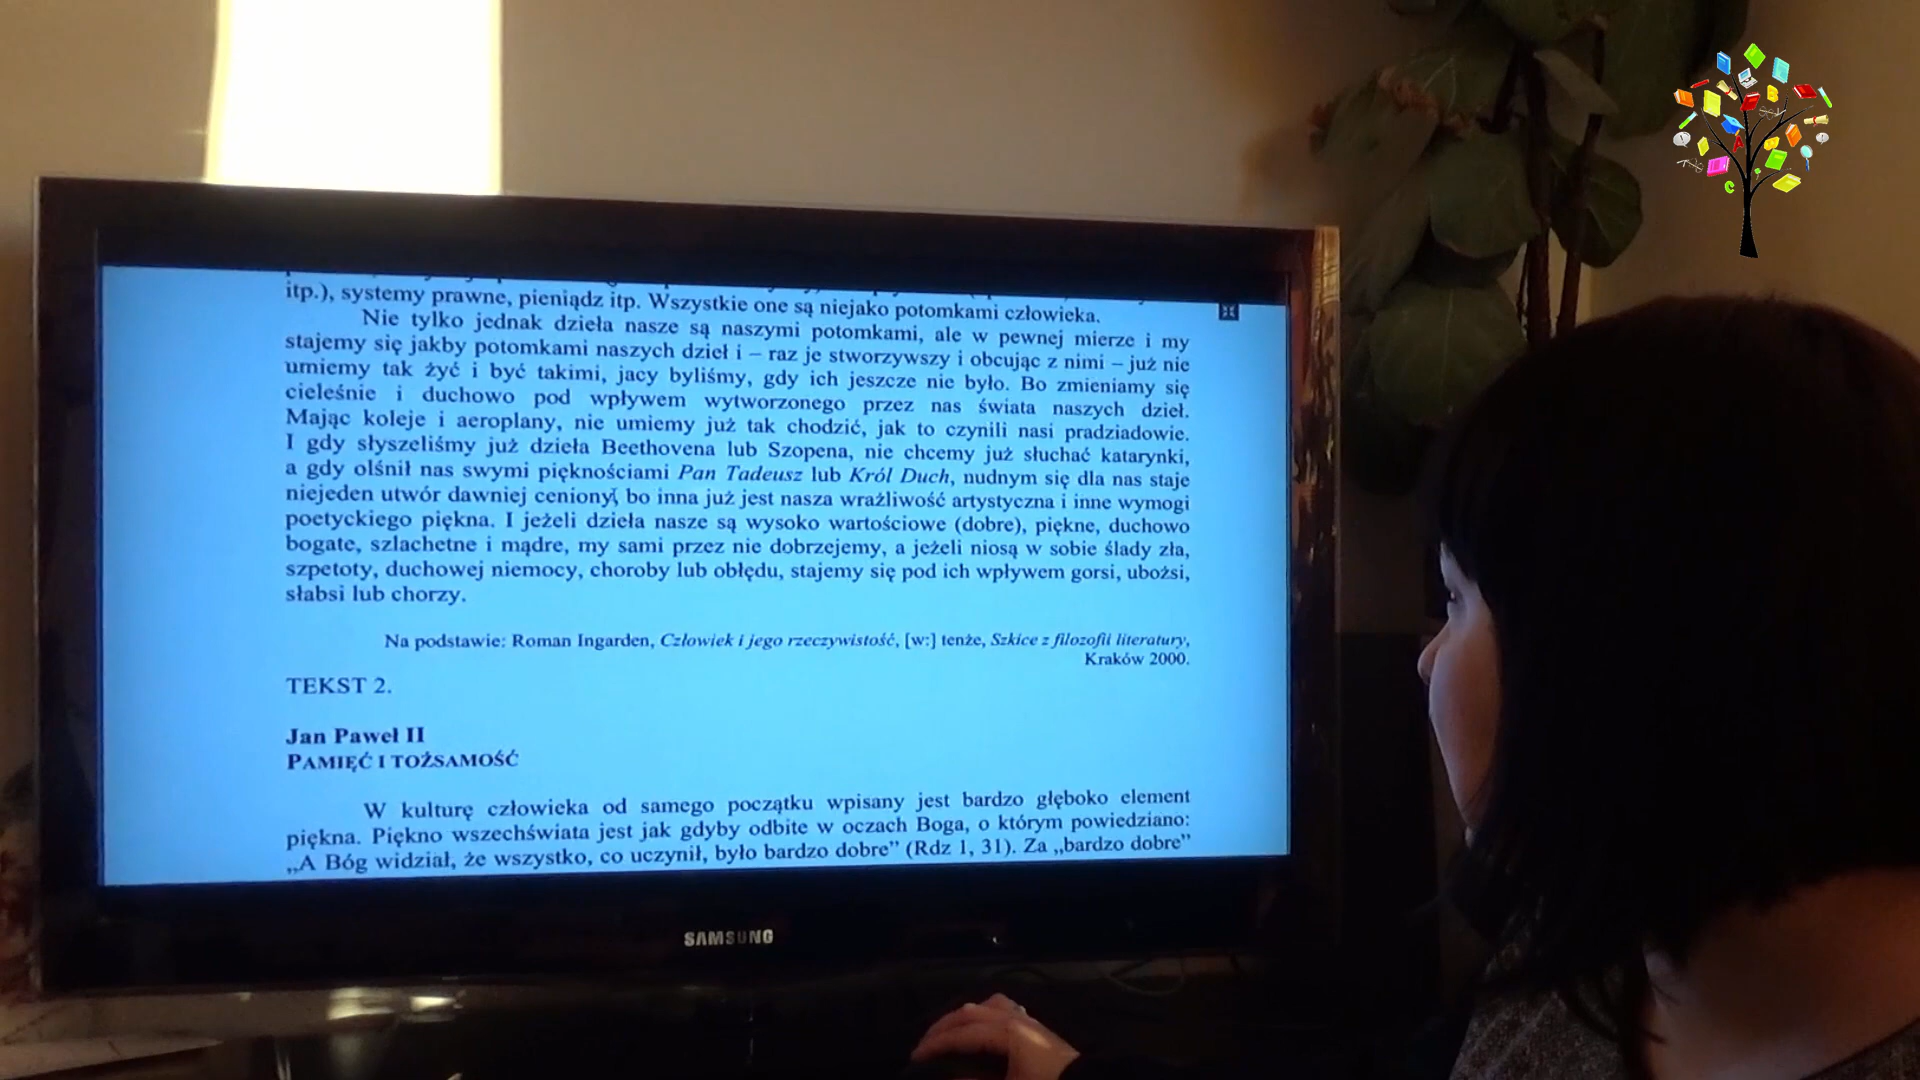 itp.), systemy prawne, pieniądz itp. Wszystkie one są niejako potomkami człowieka.
Nie tylko jednak dzieła nasze są naszymi potomkami, ale w pewnej mierze i my
stajemy się jakby potomkami naszych dzieł i – raz je stworzywszy i obcując z nimi – już nie
umiemy tak żyć i być takimi, jacy byliśmy, gdy ich jeszcze nie było. Bo zmieniamy się
cieleśnie i duchowo pod wpływem wytworzonego przez nas świata naszych dzieł.
Mając koleje i aeroplany, nie umiemy już tak chodzić, jak to czynili nasi pradziadowie.
I gdy słyszeliśmy już dzieła Beethovena lub Szopena, nie chcemy już słuchać katarynki,
a gdy olśnił nas swymi pięknościami Pan Tadeusz lub Król Duch, nudnym się dla nas staje
niejeden utwór dawniej ceniony, bo inna już jest nasza wrażliwość artystyczna i inne wymogi
poetyckiego piękna. I jeżeli dzieła nasze są wysoko wartościowe (dobre), piękne, duchowo
bogate, szlachetne i mądre, my sami przez nie dobrzejemy, a jeżeli niosą w sobie ślady zła,
szpetoty, duchowej niemocy, choroby lub obłędu, stajemy się pod ich wpływem gorsi, ubożsi,
słabsi lub chorzy.
Na podstawie: Roman Ingarden, Człowiek i jego rzeczywistość, [w:] tenże, Szkice z filozofii literatury,
Kraków 2000.
TEKST 2.
Jan Paweł II
PAMIĘĆ I TOŻSAMOŚĆ
W kulturę człowieka od samego początku wpisany jest bardzo głęboko element
piękna. Piękno wszechświata jest jak gdyby odbite w oczach Boga, o którym powiedziano:
„A Bóg widział, że wszystko, co uczynił, było bardzo dobre” (Rdz 1, 31). Za „bardzo dobre”
SAMSUNG